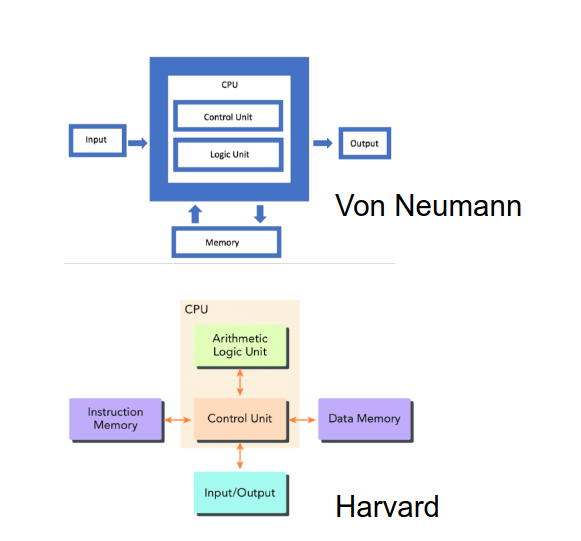 CPU
Control Unit
Input
Logic Unit
Output
Von Neumann
Memory
CPU
Arithmetic
Logic Unit
Instruction
Memory
Control Unit
Data Memory
Input/Output
Harvard